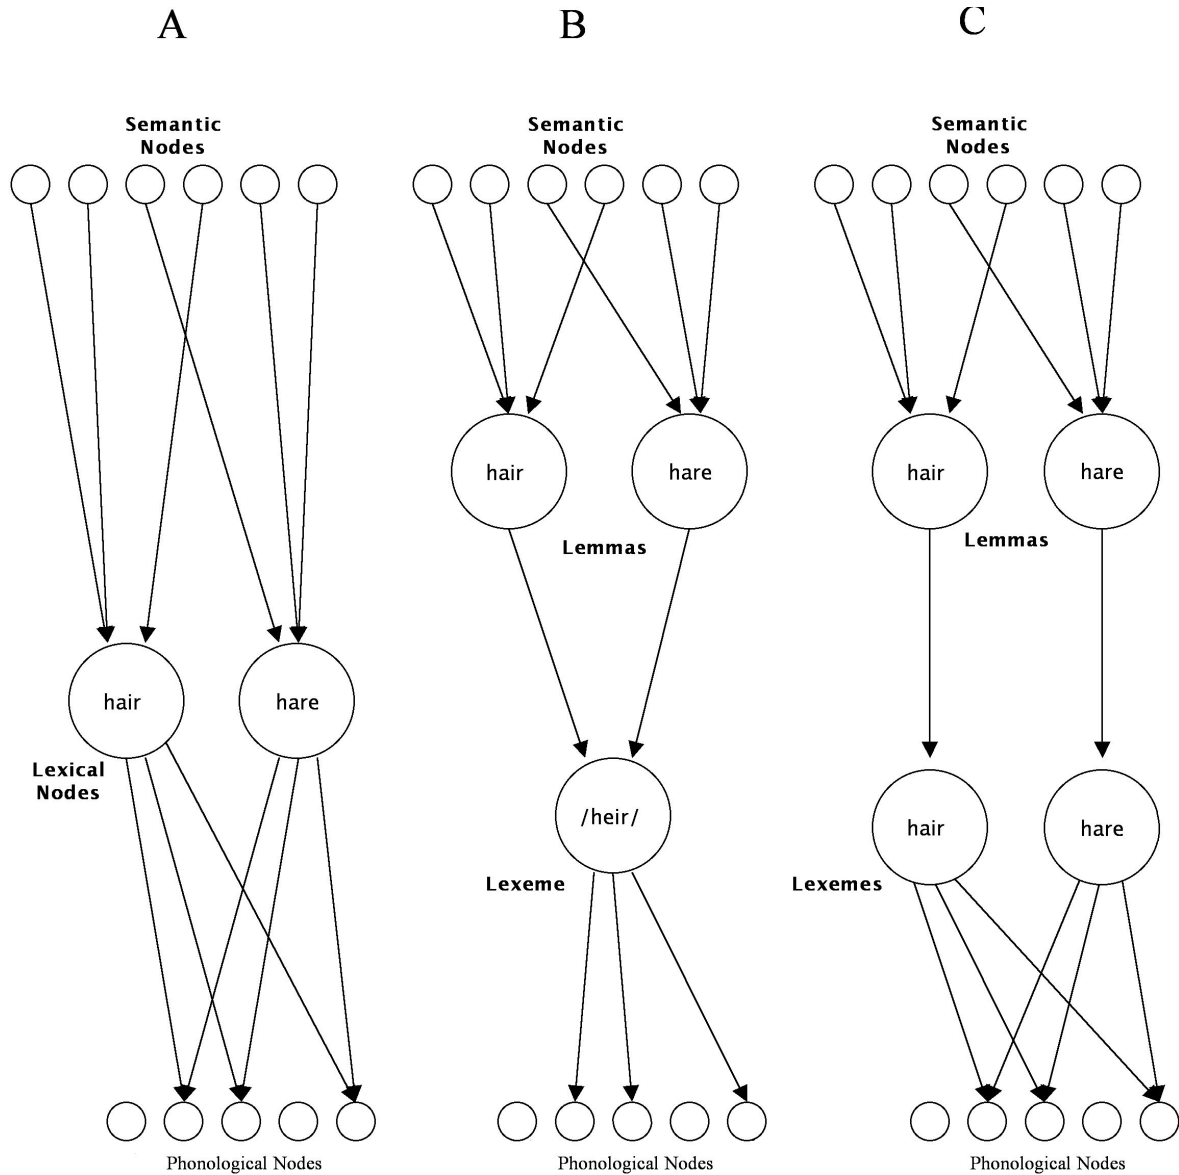 A
B
C
Semantic
Nodes
Semantic
Nodes
Semantic
Nodes
hair
hare
hair
hare
Lemmas
Lemmas
hair
hare
Lexical
Nodes
/heir/
hair
hare
Lexeme
Lexemes
Phonological Nodes
Phonological Nodes
Phonological Nodes